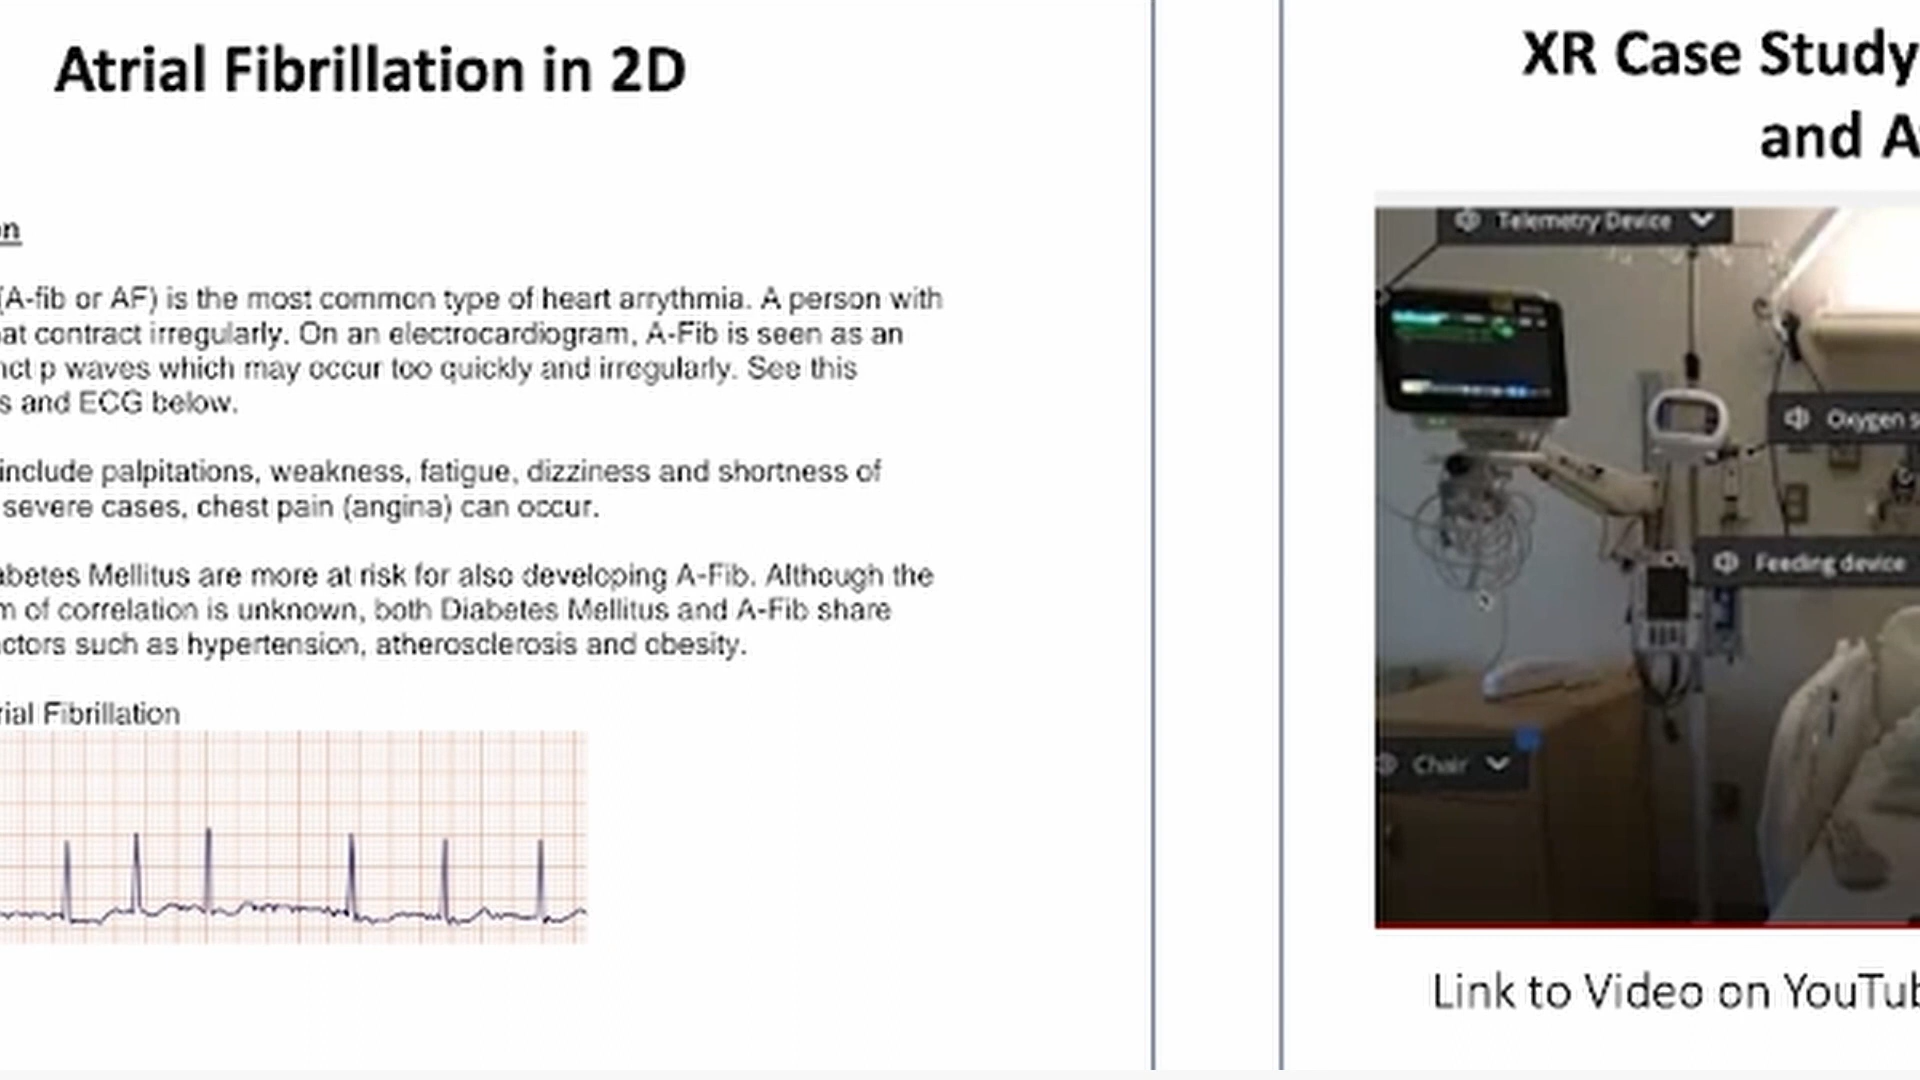 Atrial Fibrillation in 2D
on
(A-fib or AF) is the most common type of heart arrythmia. A person with
at contract irregularly. On an electrocardiogram, A-Fib is seen as an
nct p waves which may occur too quickly and irregularly. See this
s and ECG below.
include palpitations, weakness, fatigue, dizziness and shortness of
severe cases, chest pain (angina) can occur.
abetes Mellitus are more at risk for also developing A-Fib. Although the
m of correlation is unknown, both Diabetes Mellitus and A-Fib share
ctors such as hypertension, atherosclerosis and obesity.
rial Fibrillation
XR Case Study
and A
Telemetry Device
Oxygen s
Feeding device
Chair
Link to Video on YouTub